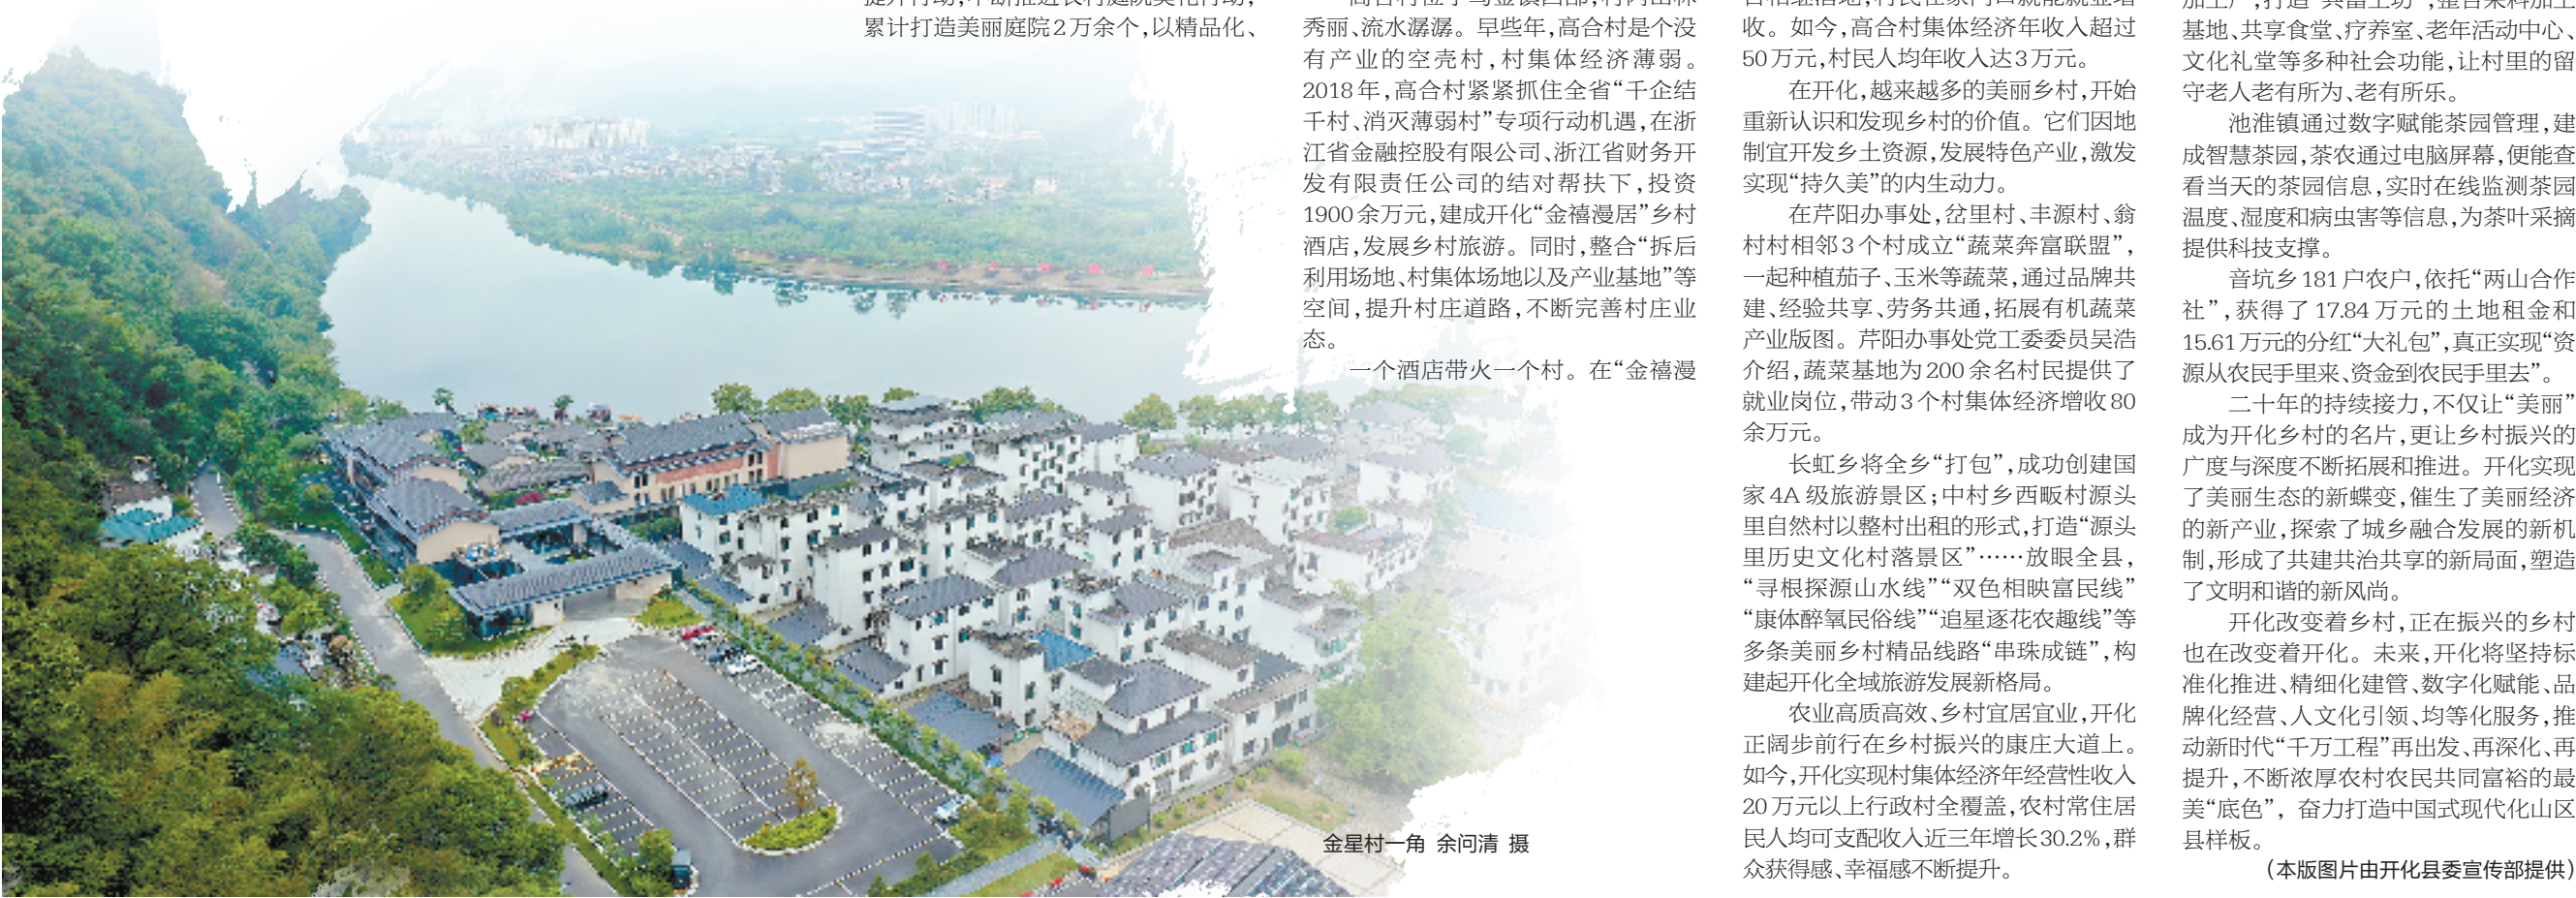 累计打造美丽庭院2万余个，以精品化、
秀丽、流水潺潺。早些年，高合村是个没
有产业的空壳村，村集体经济薄弱。
2018年，高合村紧紧抓住全省“千企结
千村、消灭薄弱村”专项行动机遇，在浙
江省金融控股有限公司、浙江省财务开
发有限责任公司的结对帮扶下，投资
1900余万元，建成开化“金禧漫居”乡村
酒店，发展乡村旅游。同时，整合“拆后
利用场地、村集体场地以及产业基地”等
空间，提升村庄道路，不断完善村庄业
态。
一个酒店带火一个村。在“金禧漫
收。如今，高合村集体经济年收入超过
50万元，村民人均年收入达3万元。
在开化，越来越多的美丽乡村，开始
重新认识和发现乡村的价值。它们因地
制宜开发乡土资源，发展特色产业，激发
实现“持久美”的内生动力。
在芹阳办事处，岔里村、丰源村、翁
村村相邻3个村成立“蔬菜奔富联盟”，
一起种植茄子、玉米等蔬菜，通过品牌共
建、经验共享、劳务共通，拓展有机蔬菜
产业版图。芹阳办事处党工委委员吴浩
介绍，蔬菜基地为200余名村民提供了
就业岗位，带动3个村集体经济增收80
余万元。
长虹乡将全乡“打包”，成功创建国
家4A级旅游景区；中村乡西畈村源头
里自然村以整村出租的形式，打造“源头
里历史文化村落景区”……放眼全县，
“寻根探源山水线”“双色相映富民线”
“康体醉氧民俗线”“追星逐花农趣线”等
多条美丽乡村精品线路“串珠成链”，构
建起开化全域旅游发展新格局。
农业高质高效、乡村宜居宜业，开化
正阔步前行在乡村振兴的康庄大道上。
如今，开化实现村集体经济年经营性收入
20万元以上行政村全覆盖，农村常住居
民人均可支配收入近三年增长30.2%，群
众获得感、幸福感不断提升。
基地、共享食堂、疗养室、老年活动中心、
文化礼堂等多种社会功能，让村里的留
守老人老有所为、老有所乐。
池淮镇通过数字赋能茶园管理，建
成智慧茶园，茶农通过电脑屏幕，便能查
看当天的茶园信息，实时在线监测茶园
温度、湿度和病虫害等信息，为茶叶采摘
提供科技支撑。
音坑乡181户农户，依托“两山合作
社”，获得了17.84万元的土地租金和
15.61万元的分红“大礼包”，真正实现“资
源从农民手里来、资金到农民手里去”。
二十年的持续接力，不仅让“美丽”
成为开化乡村的名片，更让乡村振兴的
广度与深度不断拓展和推进。开化实现
了美丽生态的新蝶变，催生了美丽经济
的新产业，探索了城乡融合发展的新机
制，形成了共建共治共享的新局面，塑造
了文明和谐的新风尚。
开化改变着乡村，正在振兴的乡村
也在改变着开化。未来，开化将坚持标
准化推进、精细化建管、数字化赋能、品
牌化经营、人文化引领、均等化服务，推
动新时代“千万工程”再出发、再深化、再
提升，不断浓厚农村农民共同富裕的最
美“底色”，奋力打造中国式现代化山区
县样板。
（本版图片由开化县委宣传部提供）
金星村一角 余问清 摄